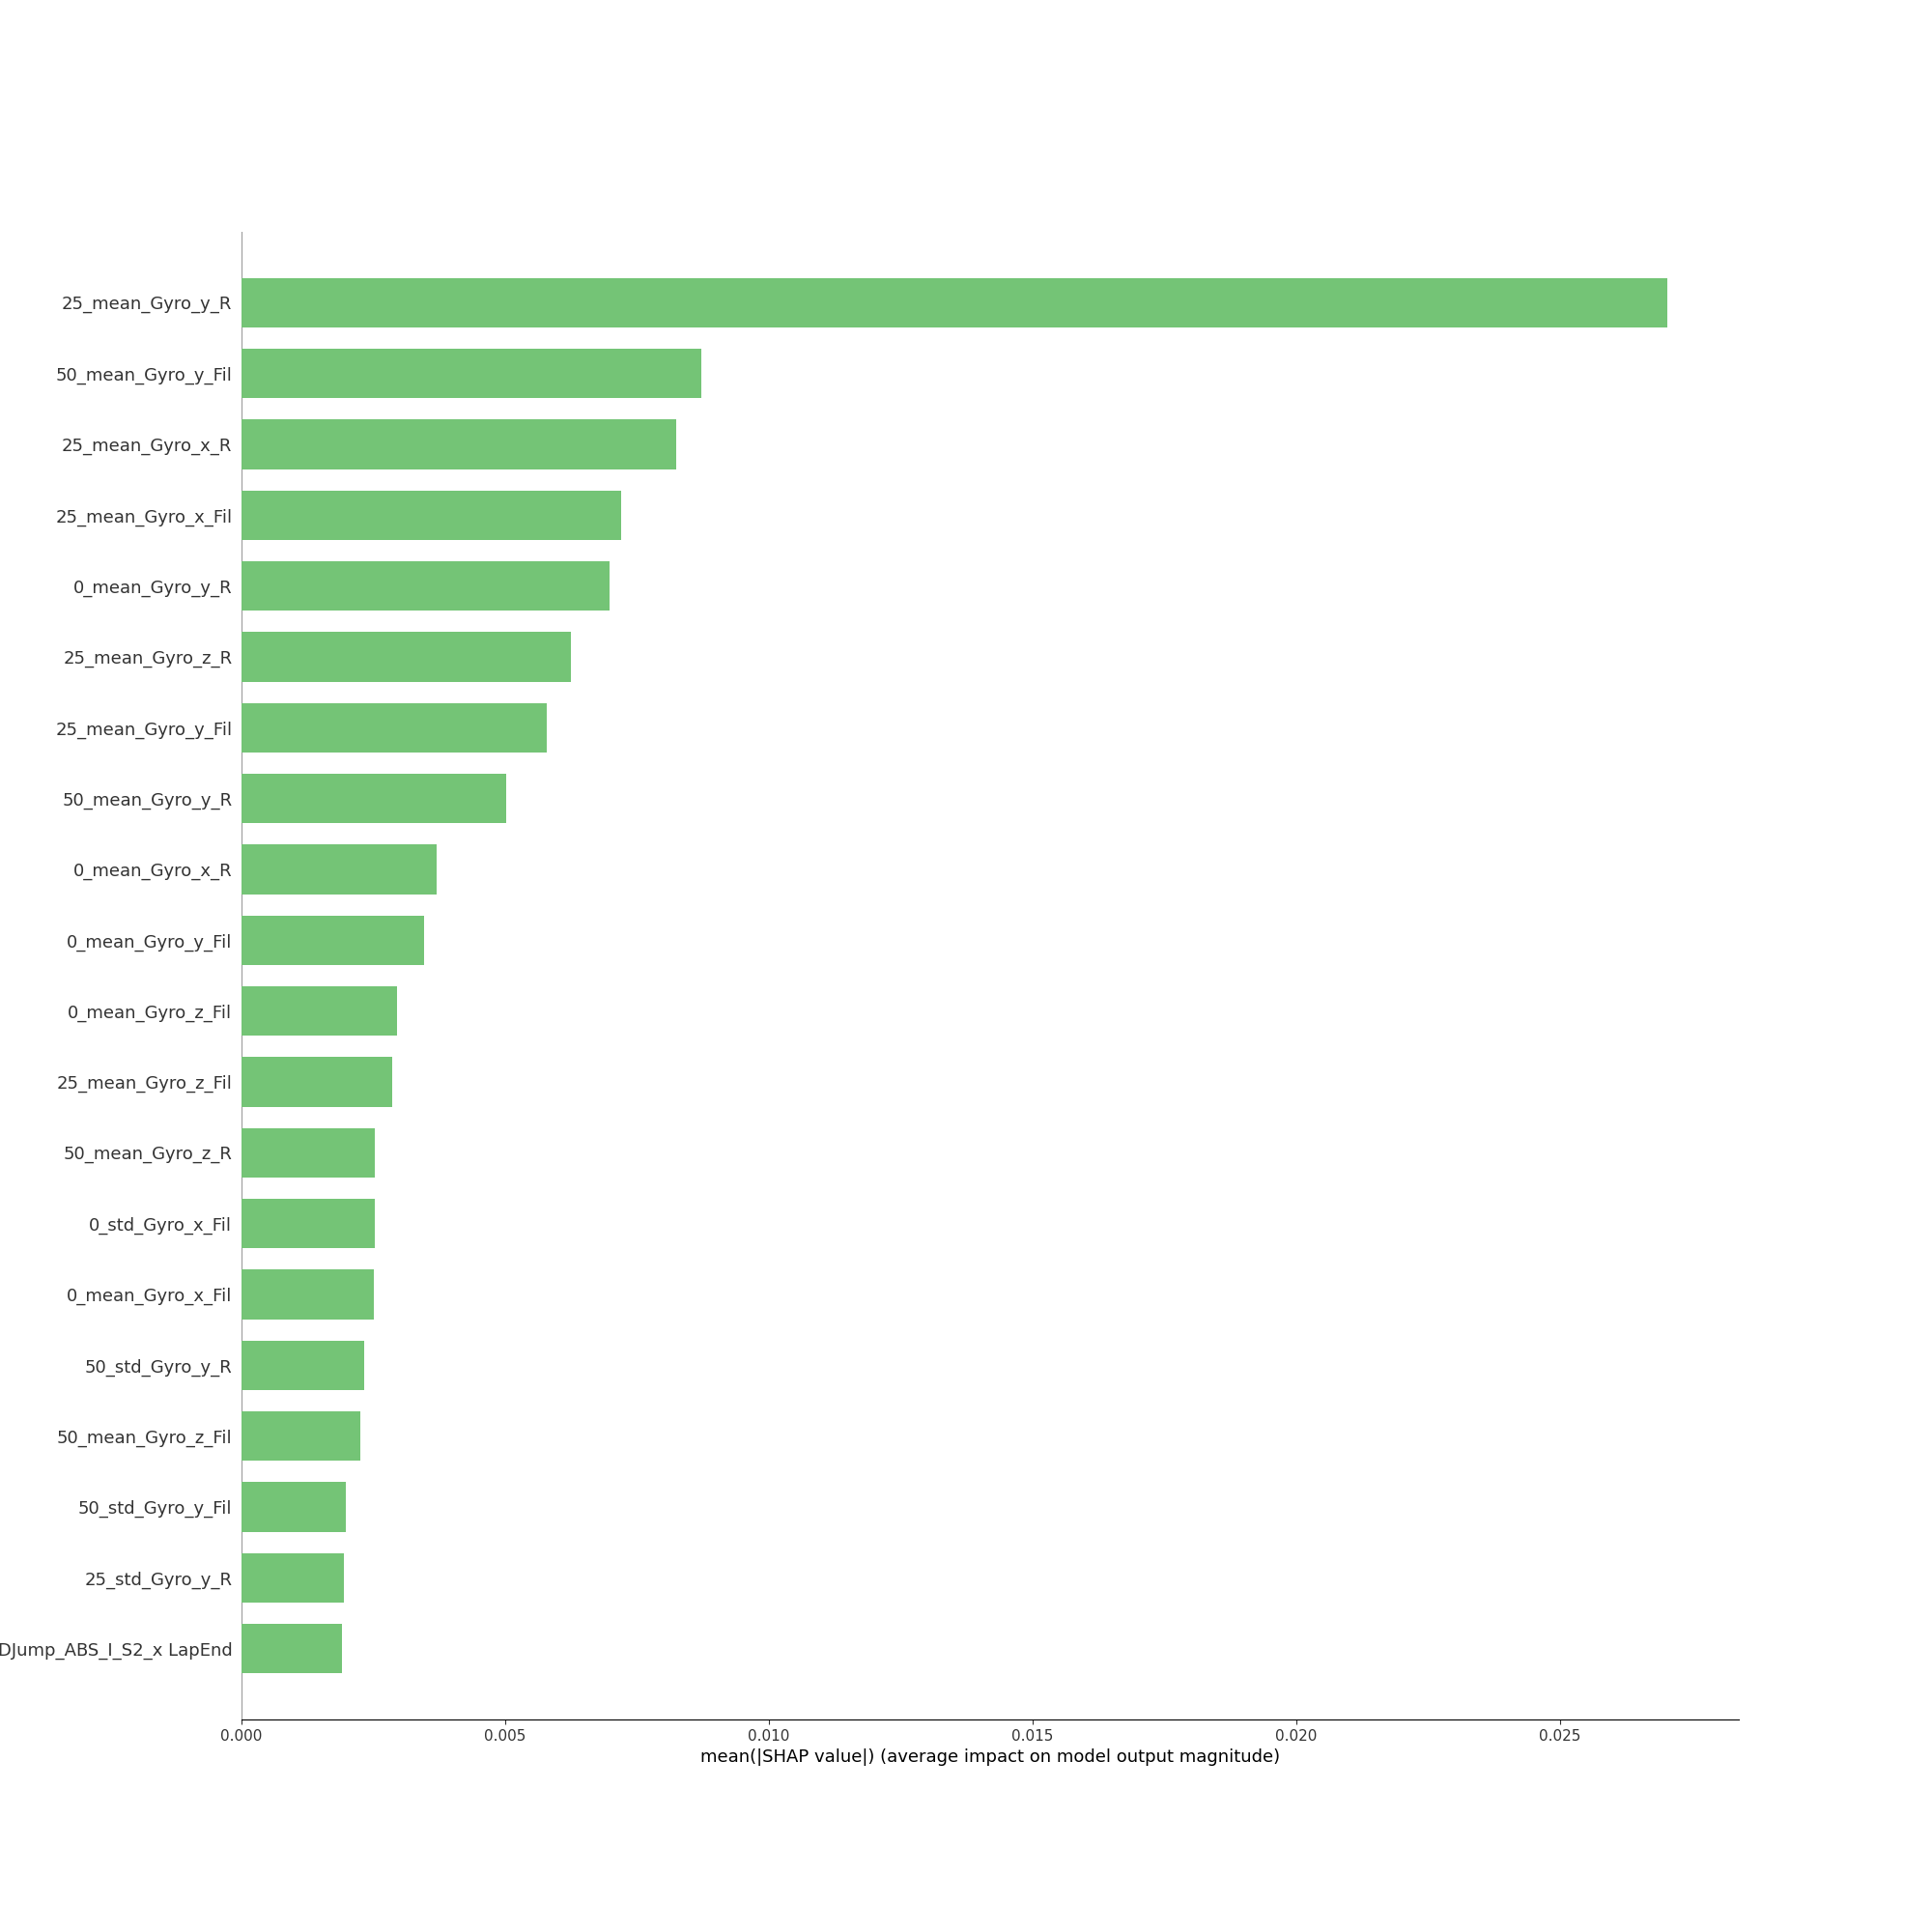 25_mean_Gyro_y_R
50_mean_Gyro_y_Fil
25_mean_Gyro_x_R
25_mean_Gyro_x_Fil
0_mean_Gyro_y_R
25_mean_Gyro_z_R
25_mean_Gyro_y_Fil
50_mean_Gyro_y_R
0_mean_Gyro_x_R
0_mean_Gyro_y_Fil
0_mean_Gyro_z_Fil
25_mean_Gyro_z_Fil
50_mean_Gyro_z_R
0_std_Gyro_x_Fil
0_mean_Gyro_x_Fil
50_std_Gyro_y_R
50_mean_Gyro_z_Fil
50_std_Gyro_y_Fil
25_std_Gyro_y_R
DJump_ABS_I_S2_x LapEnd
0.000 0.005 0.010 0.015 0.020 0.025
mean(|SHAP value|) (average impact on model output magnitude)